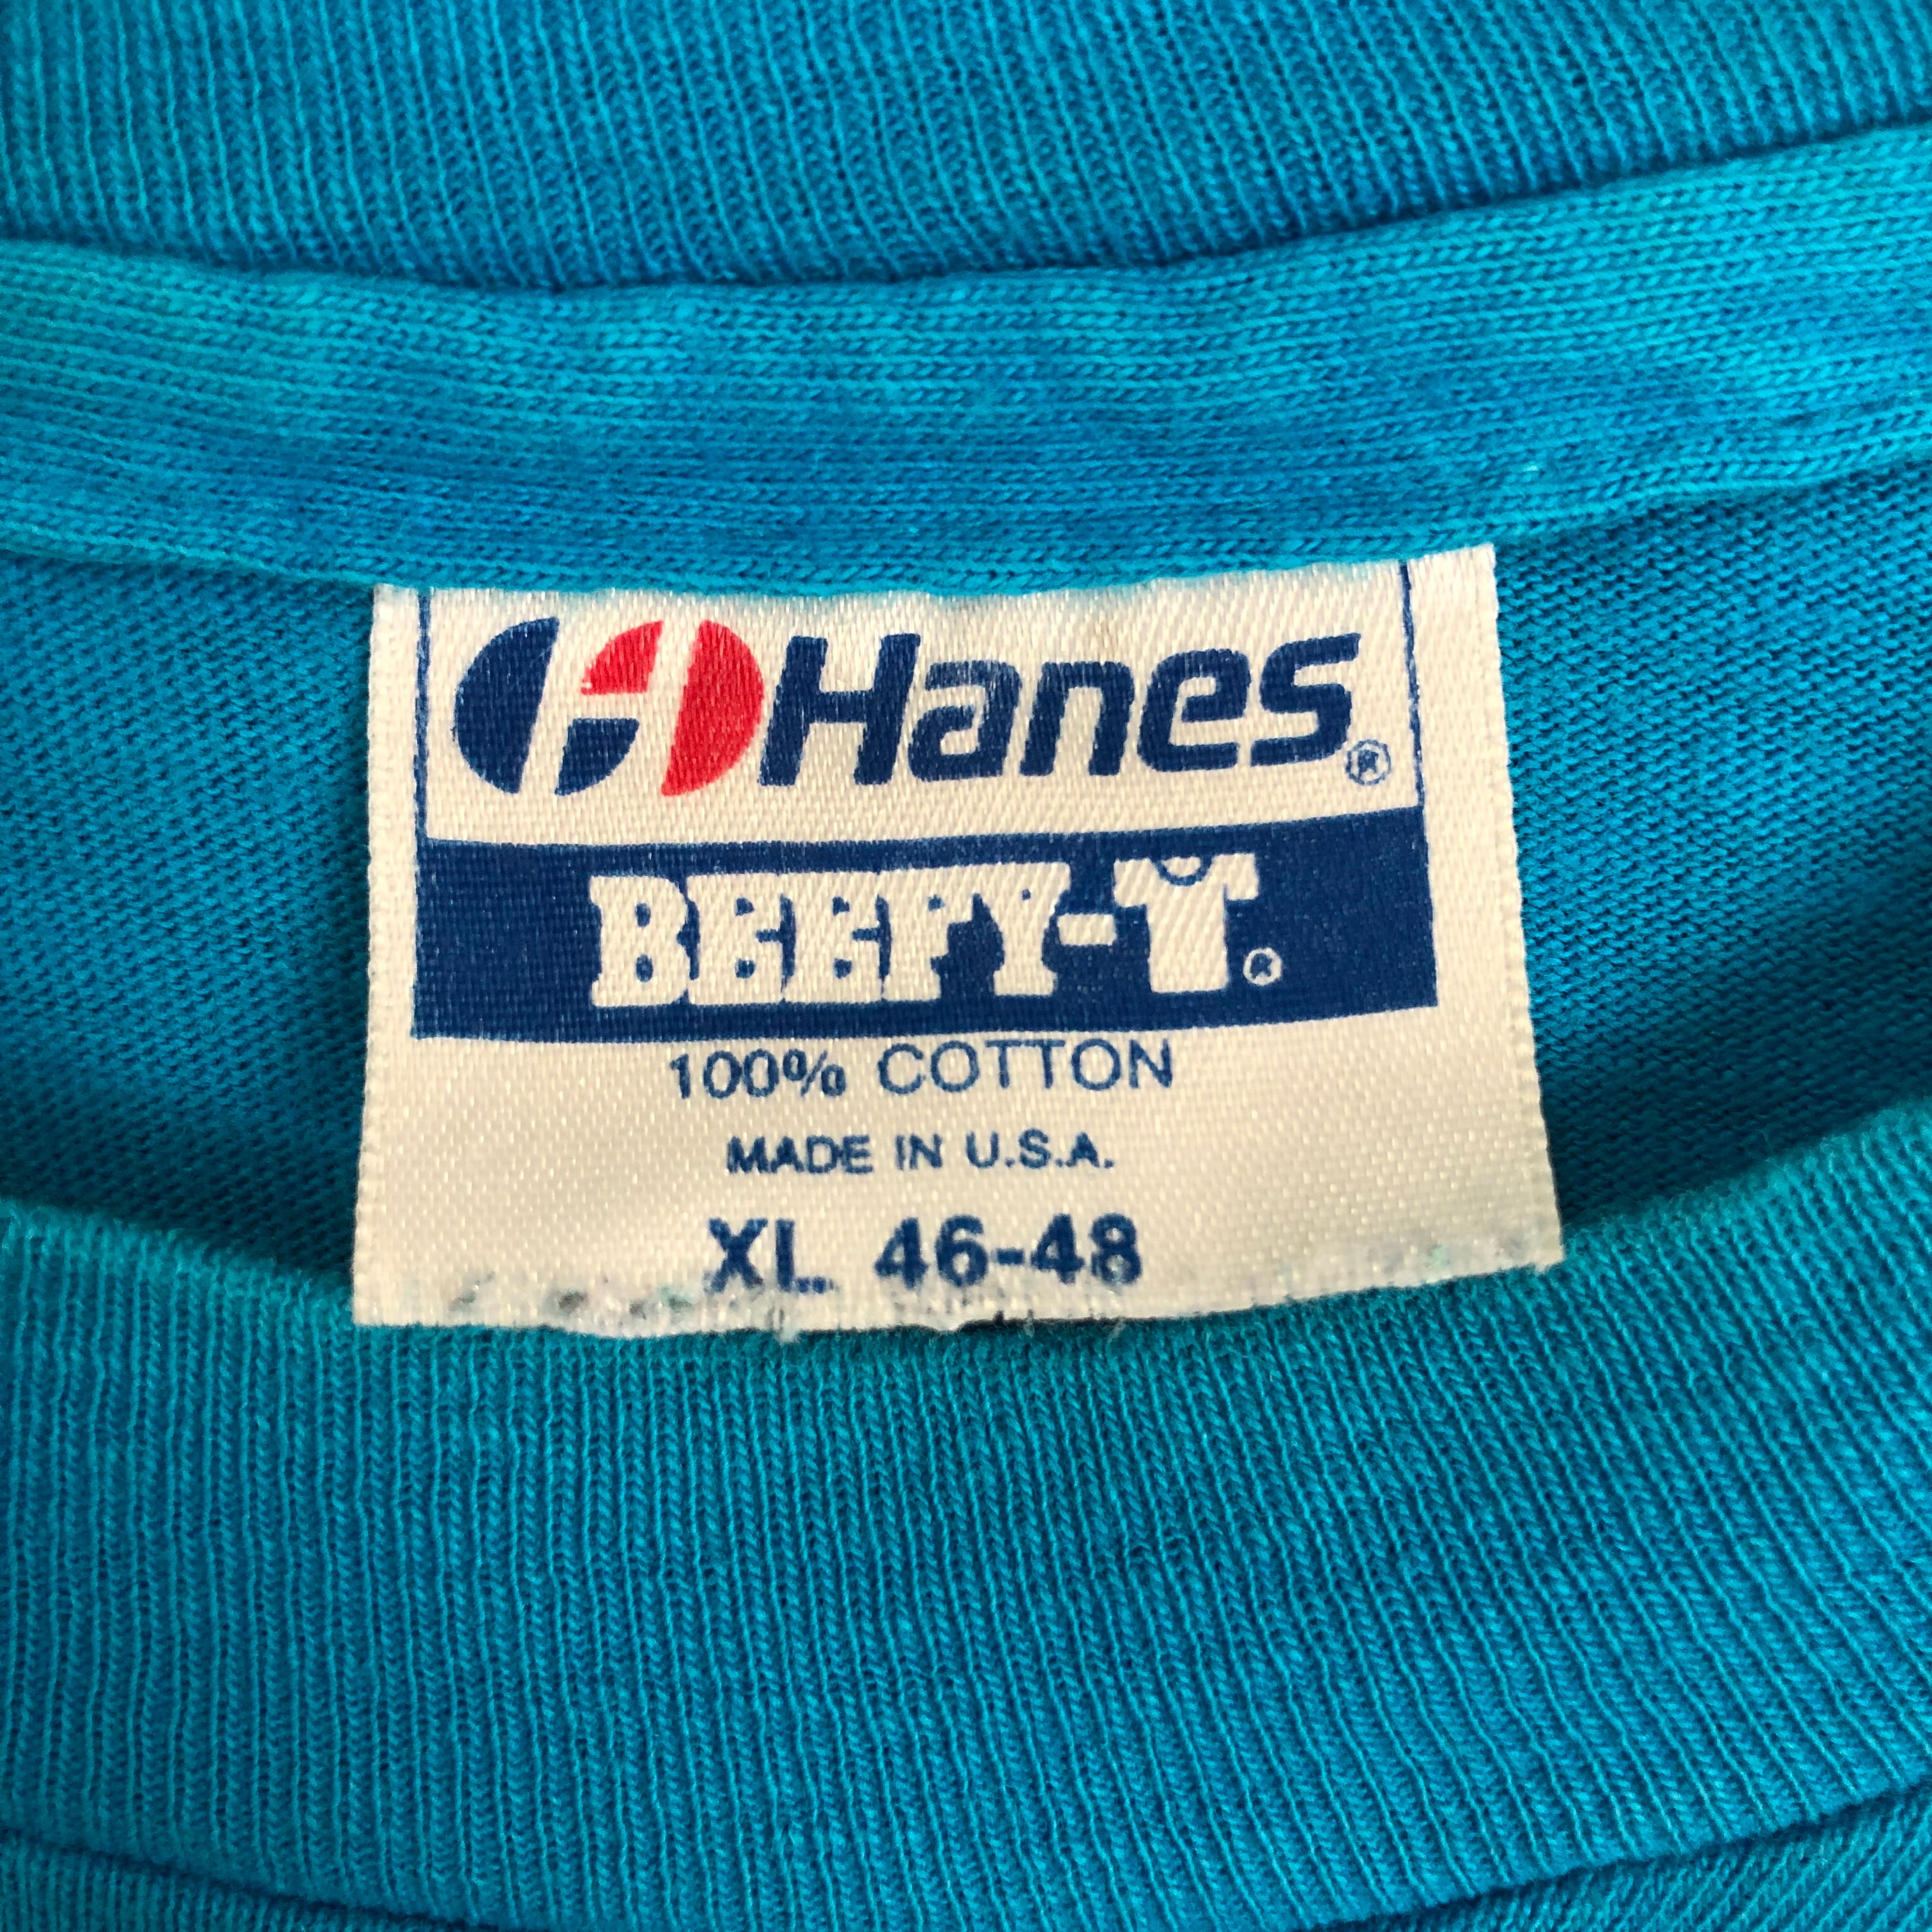 Hanes®
BEEFY-T®
100% COTTON
MADE IN U.S.A.
XL. 46-48